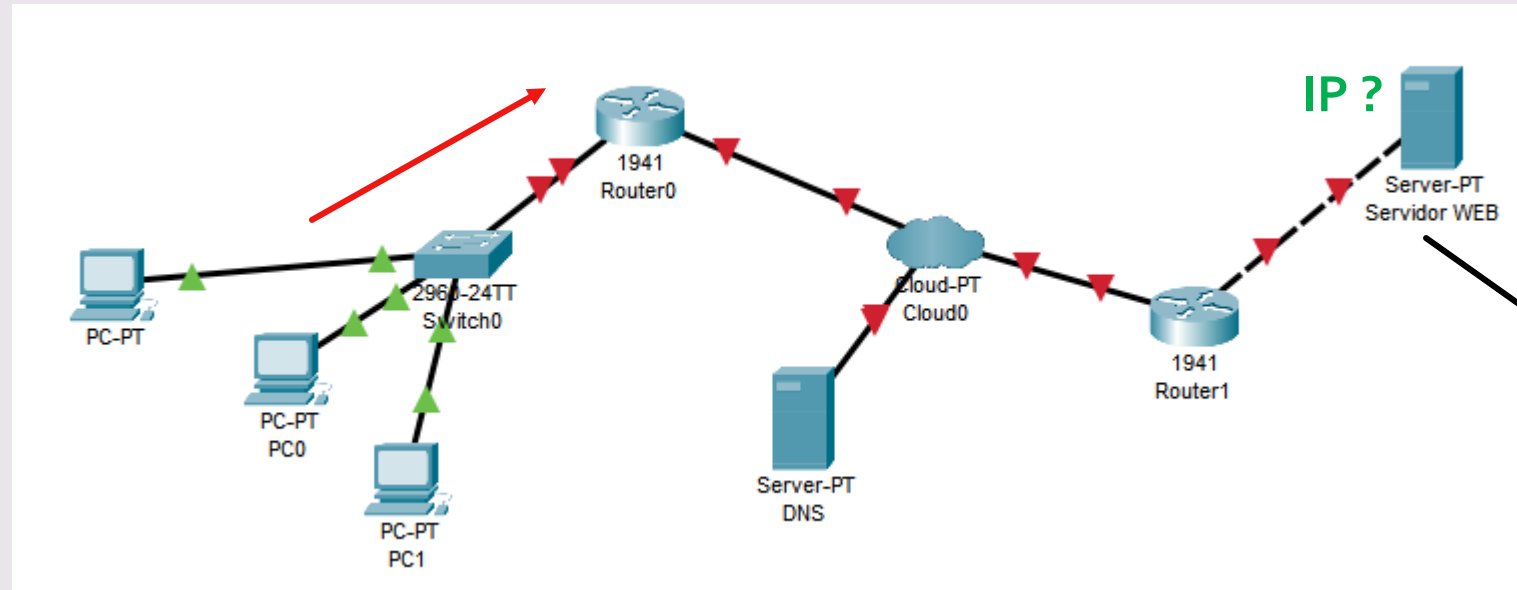 IP ?
1941
Router0
Server-PT
Servidor WEB
2960-24TT
Switch0
Cloud-PT
Cloud0
PC-PT
PC-PT
PC0
1941
Router1
Server-PT
DNS
PC-PT
PC1